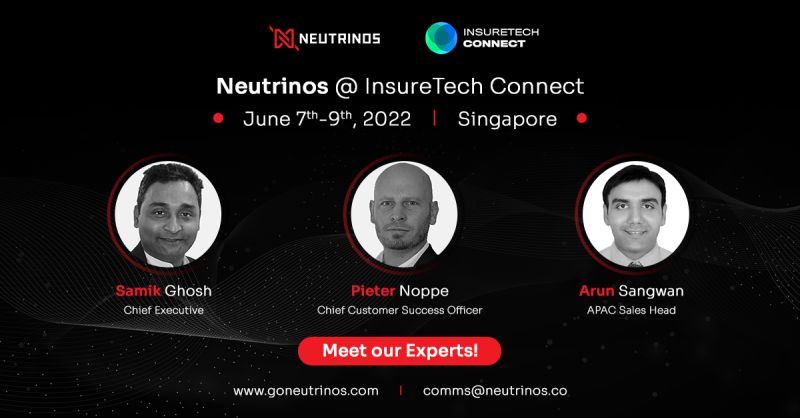 NEUTRINOS
INSURETECH
CONNECT
Neutrinos @ InsureTech Connect
June 7th-9th, 2022 | Singapore
Samik Ghosh
Chief Executive
Pieter Noppe
Chief Customer Success Officer
Arun Sangwan
APAC Sales Head
Meet our Experts!
www.goneutrinos.com | comms@neutrinos.co